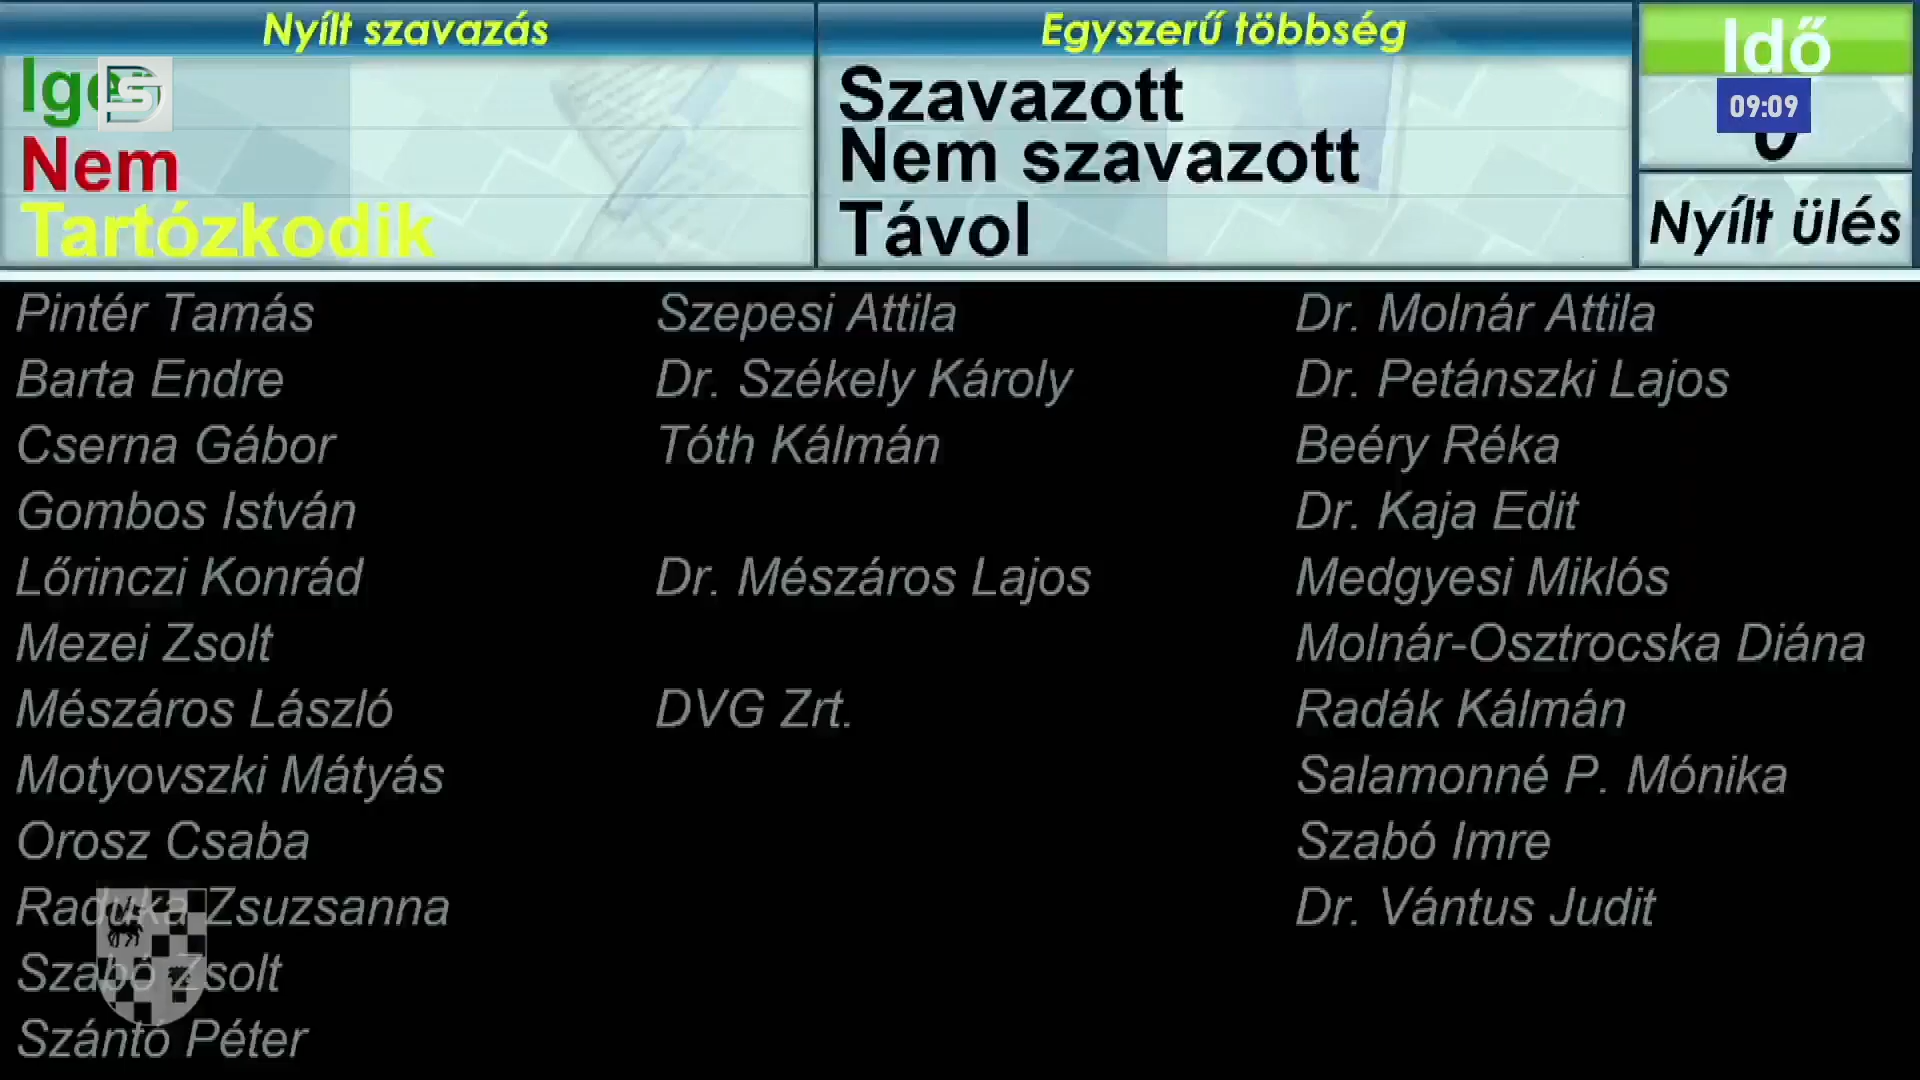 Nyílt szavazás
Igen
Nem
Tartózkodik
Egyszerű többség
Szavazott
Nem szavazott
Távol
Idő
09:09
0
Nyílt ülés
Pintér Tamás
Barta Endre
Cserna Gábor
Gombos István
Lőrinczi Konrád
Mezei Zsolt
Mészáros László
Motyovszki Mátyás
Orosz Csaba
Raduka Zsuzsanna
Szabó Zsolt
Szántó Péter
Szepesi Attila
Dr. Székely Károly
Tóth Kálmán
Dr. Mészáros Lajos
DVG Zrt.
Dr. Molnár Attila
Dr. Petánszki Lajos
Beéry Réka
Dr. Kaja Edit
Medgyesi Miklós
Molnár-Osztrocska Diána
Radák Kálmán
Salamonné P. Mónika
Szabó Imre
Dr. Vántus Judit